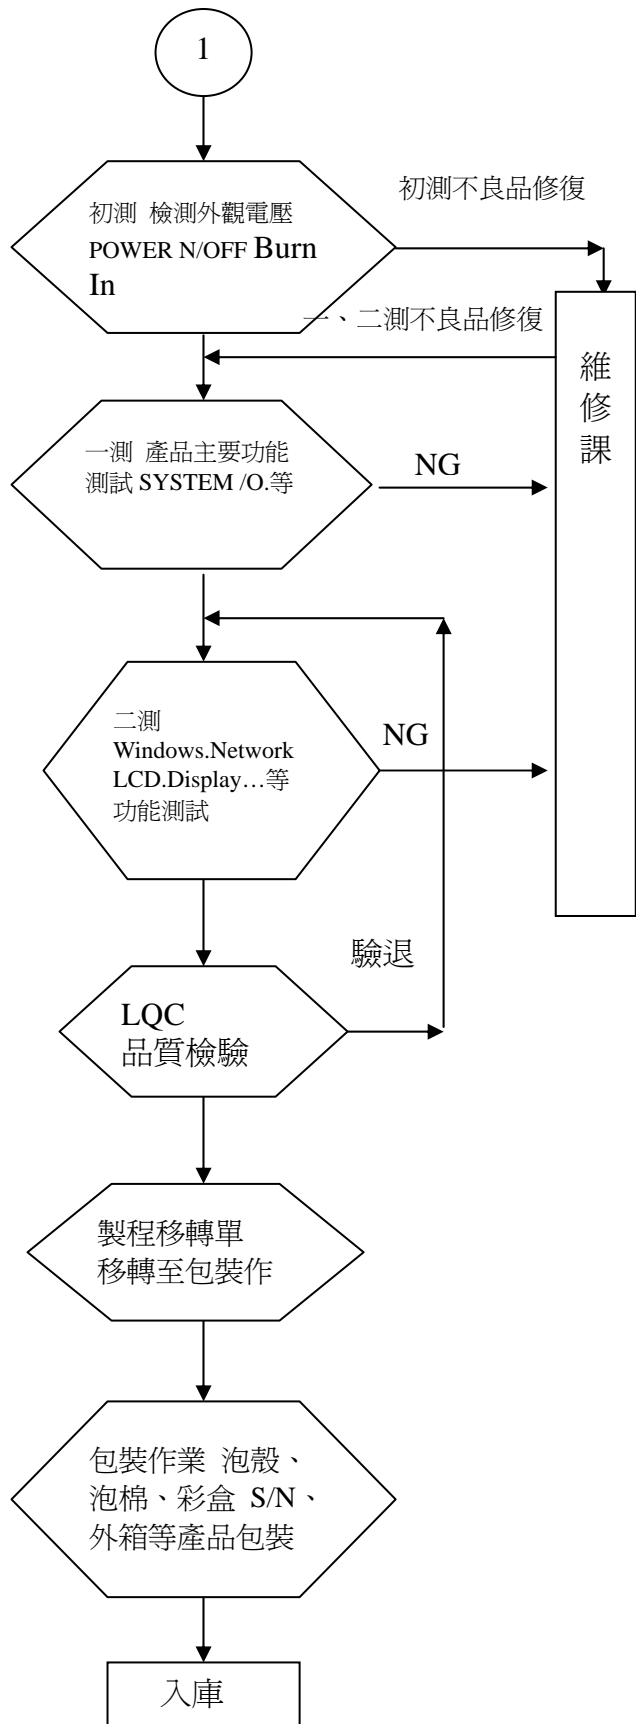 1
初測不良品修復
初測 檢測外觀電壓
POWER N/OFF Burn
In
一、二測不良品修復
維
修
課
一測 產品主要功能
測試 SYSTEM /O.等
NG
二測
Windows.Network
LCD.Display…等
功能測試
NG
驗退
LQC
品質檢驗
製程移轉單
移轉至包裝作
包裝作業 泡殼、
泡棉、彩盒 S/N、
外箱等產品包裝
入庫